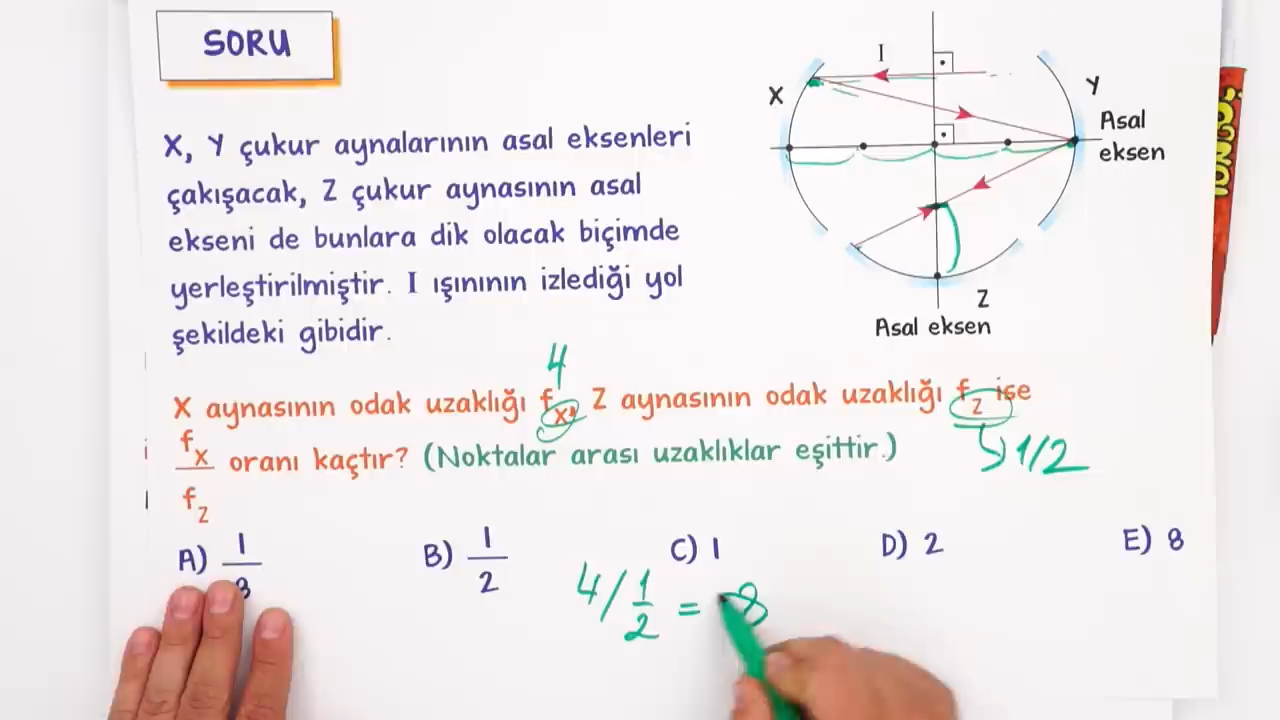 SORU
I
X
Y
Asal
eksen
Z
Asal eksen
X, Y çukur aynalarının asal eksenleri
çakışacak, Z çukur aynasının asal
ekseni de bunlara dik olacak biçimde
yerleştirilmiştir. I ışınının izlediği yol
şekildeki gibidir.
4
X aynasının odak uzaklığı fx, Z aynasının odak uzaklığı fz ise
fx/fz oranı kaçtır? (Noktalar arası uzaklıklar eşittir.)
1/2
A) 1/8 B) 1/2 C) 1 D) 2 E) 8
4/1/2 = 8